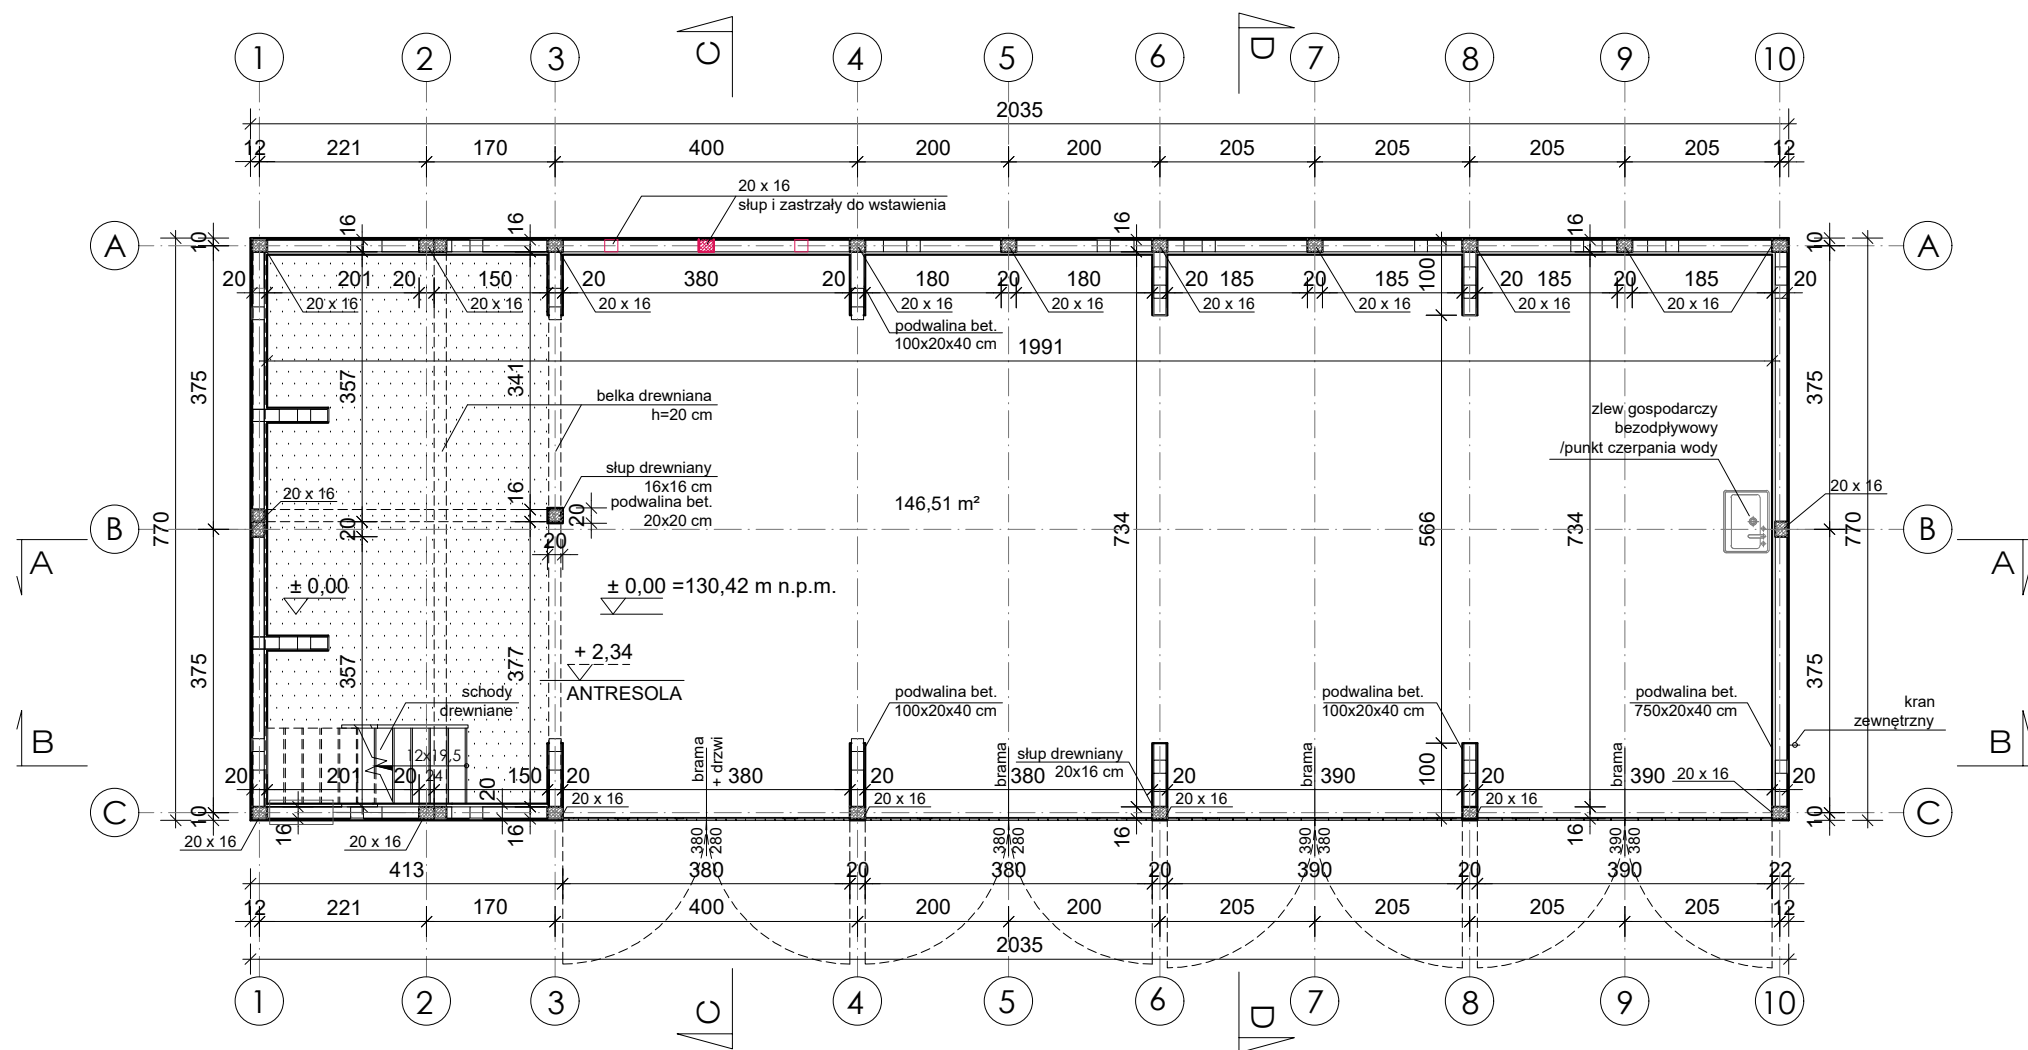 1 2 3 C 4 5 6 D 7 8 9 10
2035
12 221 170 400 200 200 205 205 205 205 12
20 x 16
słup i zastrzały do wstawienia
16 16 16 16
A 10 10 A
20 201 20 150 20 380 20 180 20 180 20 185 20 185 20 185 20 185 20
100
20 x 16 20 x 16 20 x 16 20 x 16 20 x 16 20 x 16 20 x 16 20 x 16
podwalina bet.
100x20x40 cm
1991
375 357 341 375
belka drewniana
h=20 cm
zlew gospodarczy
bezodpływowy
/punkt czerpania wody
słup drewniany
16x16 cm
podwalina bet.
20x20 cm
20 x 16
16
20
20
20
146,51 m²
20 x 16
B 770 734 566 734 770 B
A A
± 0,00
± 0,00 =130,42 m n.p.m.
+ 2,34
ANTRESOLA
375 357 377 375
schody
drewniane
podwalina bet.
100x20x40 cm
podwalina bet.
100x20x40 cm
podwalina bet.
750x20x40 cm
kran
zewnętrzny
B B
12x19,5
24
brama
+ drzwi
brama
brama
brama
słup drewniany
20x16 cm
100
20 201 20 150 20 380 20 380 20 390 20 390 20
20
20 x 16
20 x 16 20 x 16 20 x 16 20 x 16
C 10 10 C
16 16 16 16
20 x 16 20 x 16
380
280
380
280
390
380
390
380
413 380 20 380 20 390 20 390 22
12 221 170 400 200 200 205 205 205 205 12
2035
1 2 3 C 4 5 6 D 7 8 9 10